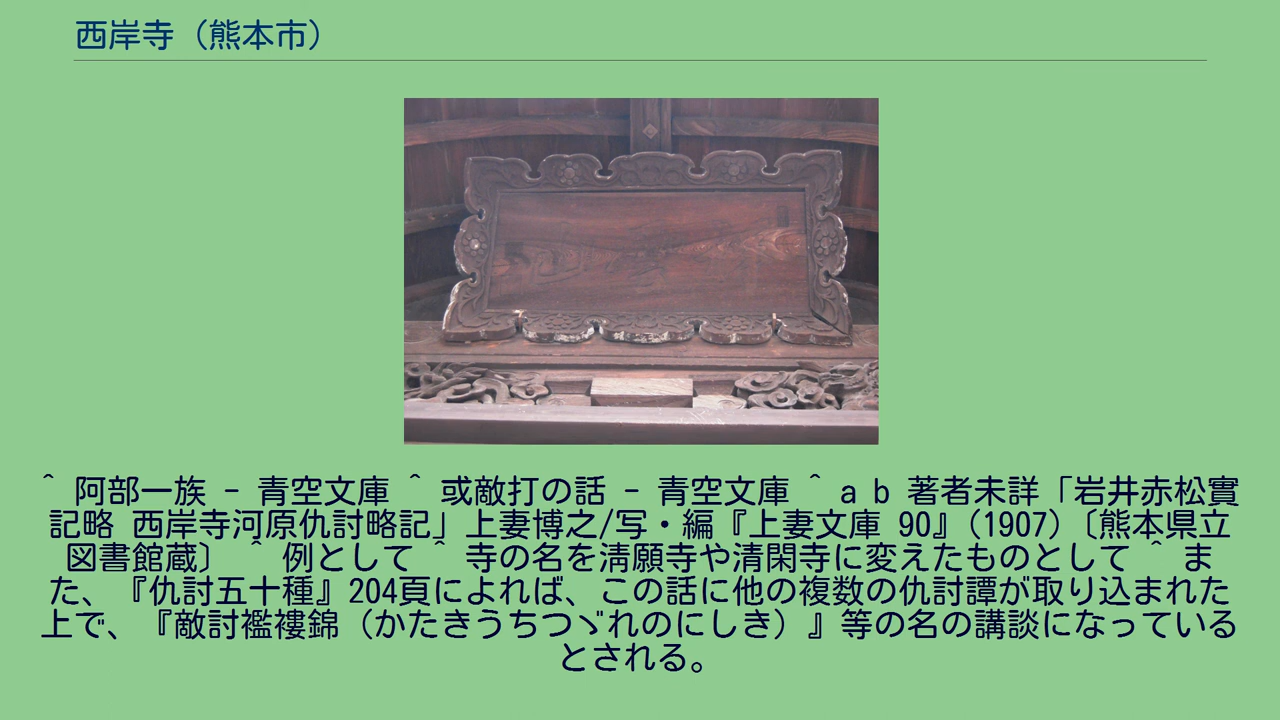 西岸寺（熊本市）
^ 阿部一族 - 青空文庫 ^ 或敵打の話 - 青空文庫 ^ a b 著者未詳「岩井赤松實
記略 西岸寺河原仇討略記」上妻博之/写・編『上妻文庫 90』（1907）〔熊本県立
図書館蔵〕 ^ 例として ^ 寺の名を淸願寺や清閑寺に変えたものとして ^ ま
た、『仇討五十種』204頁によれば、この話に他の複数の仇討譚が取り込まれた
上で、『敵討襤褸錦（かたきうちつゞれのにしき）』等の名の講談になっている
とされる。